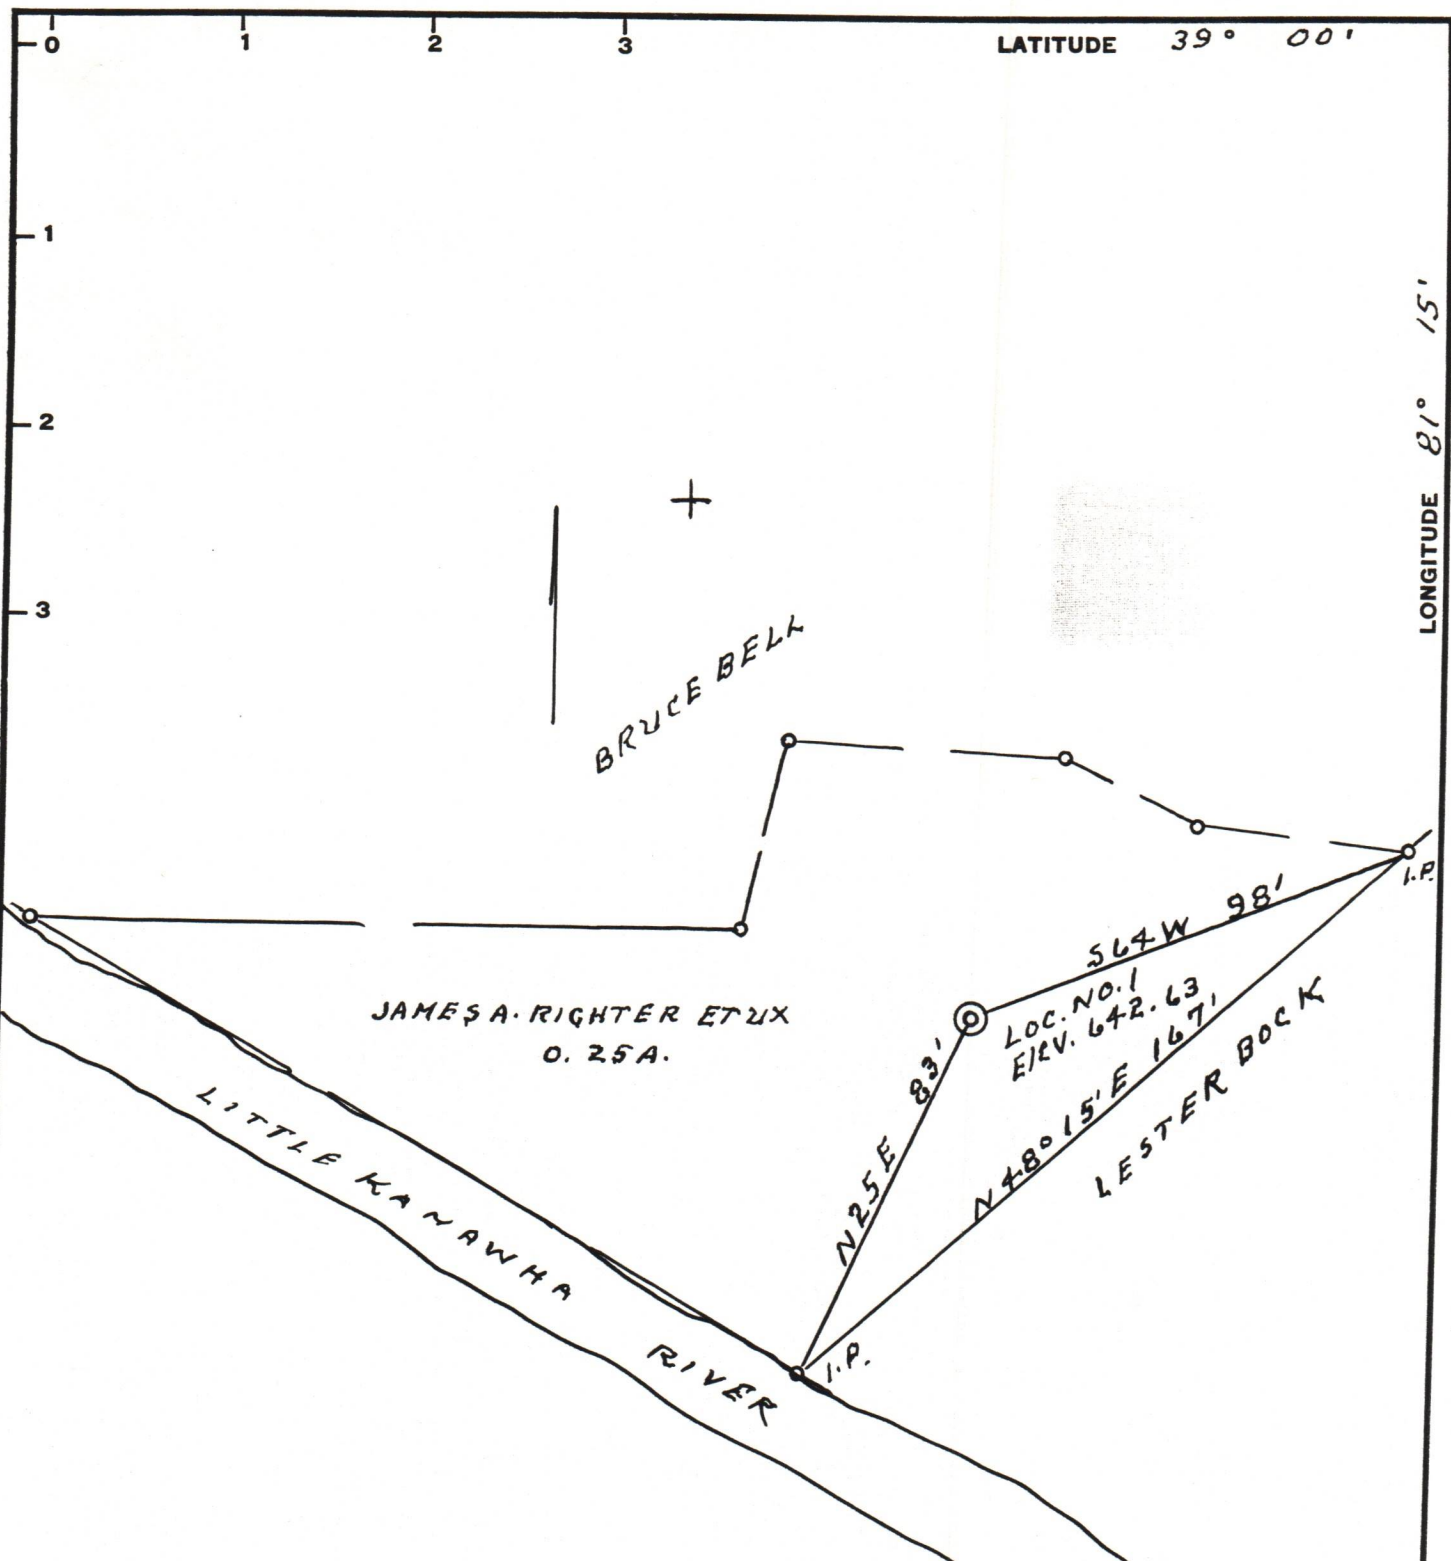 0 1 2 3 LATITUDE 39° 00'
1
2
3
LONGITUDE 81° 15'
BRUCE BELL
I.P.
S64W 98'
LOC. NO. 1
ELEV. 642.63
JAMES A. RIGHTER ET UX
0.25A.
83'
N25E
N48°15'E 167'
LESTER BOCK
LITTLE KANAWHA
RIVER
I.P.